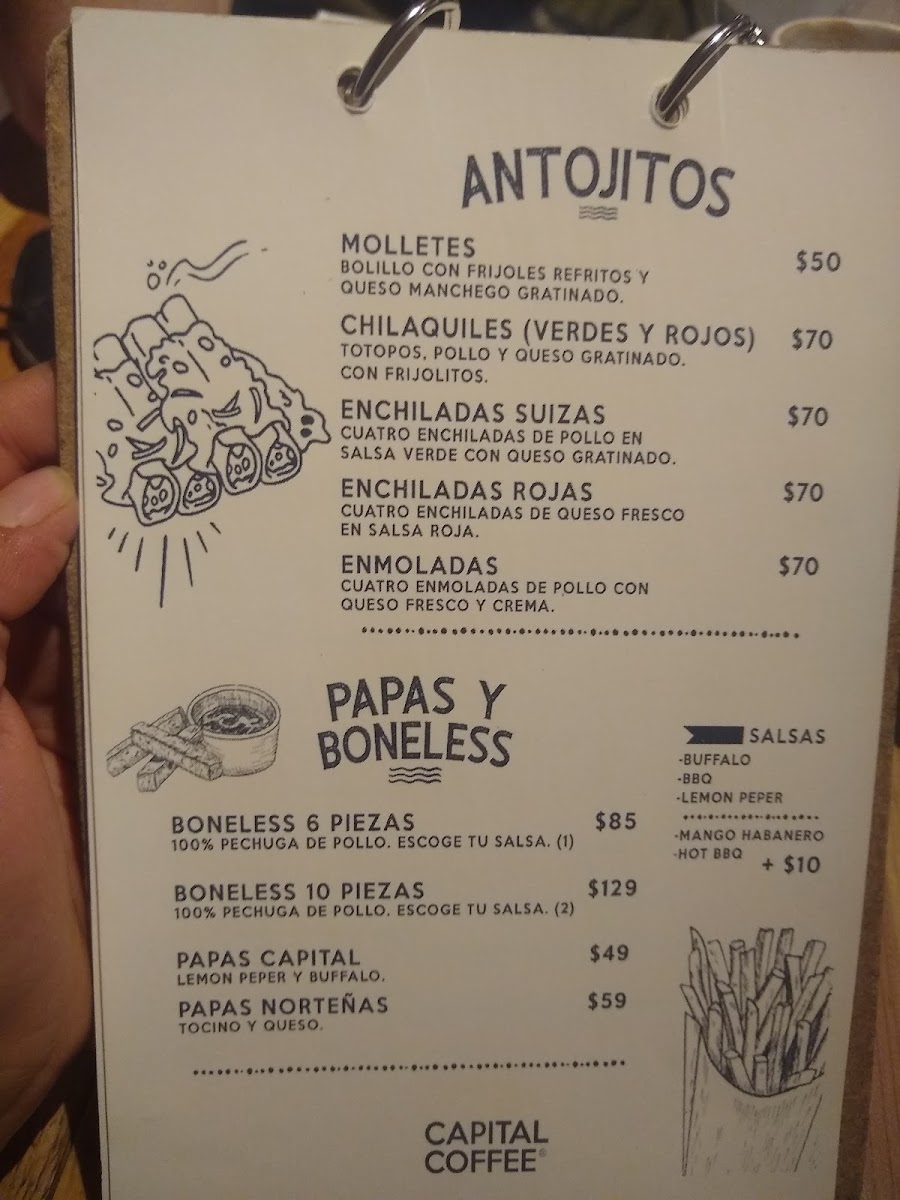 ANTOJITOS
MOLLETES $50
BOLILLO CON FRIJOLES REFRITOS Y
QUESO MANCHEGO GRATINADO.
CHILAQUILES (VERDES Y ROJOS) $70
TOTOPOS, POLLO Y QUESO GRATINADO.
CON FRIJOLITOS.
ENCHILADAS SUIZAS $70
CUATRO ENCHILADAS DE POLLO EN
SALSA VERDE CON QUESO GRATINADO.
ENCHILADAS ROJAS $70
CUATRO ENCHILADAS DE QUESO FRESCO
EN SALSA ROJA.
ENMOLADAS $70
CUATRO ENMOLADAS DE POLLO CON
QUESO FRESCO Y CREMA.
PAPAS Y
BONELESS
BONELESS 6 PIEZAS $85
100% PECHUGA DE POLLO. ESCOGE TU SALSA. (1)
BONELESS 10 PIEZAS $129
100% PECHUGA DE POLLO. ESCOGE TU SALSA. (2)
PAPAS CAPITAL $49
LEMON PEPER Y BUFFALO.
PAPAS NORTEÑAS $59
TOCINO Y QUESO.
SALSAS
-BUFFALO
-BBQ
-LEMON PEPER
-MANGO HABANERO
-HOT BBQ + $10
CAPITAL
COFFEE®